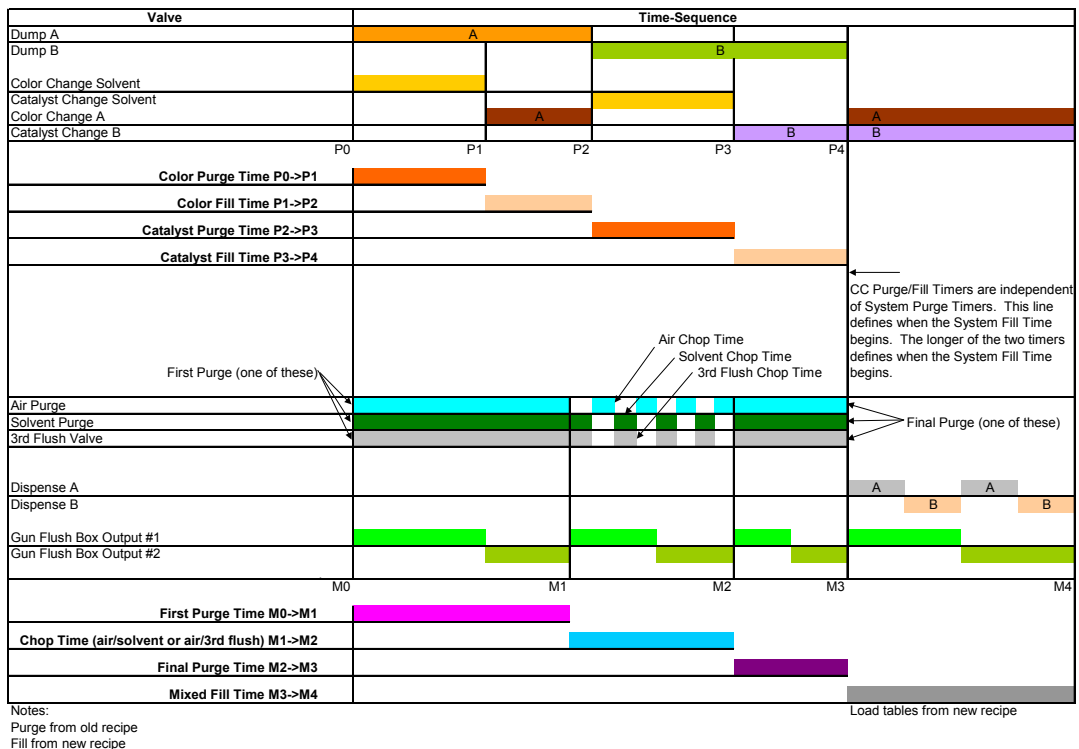 Valve Time-Sequence
Dump A A
Dump B B
Color Change Solvent
Catalyst Change Solvent
Color Change A A A
Catalyst Change B B B
P0 P1 P2 P3 P4
Color Purge Time P0->P1
Color Fill Time P1->P2
Catalyst Purge Time P2->P3
Catalyst Fill Time P3->P4
CC Purge/Fill Timers are independent
of System Purge Timers. This line
defines when the System Fill Time
begins. The longer of the two timers
defines when the System Fill Time
begins.
Air Chop Time
Solvent Chop Time
3rd Flush Chop Time
First Purge (one of these)
Air Purge
Solvent Purge
Final Purge (one of these)
3rd Flush Valve
Dispense A A A
Dispense B B B
Gun Flush Box Output #1
Gun Flush Box Output #2
M0 M1 M2 M3 M4
First Purge Time M0->M1
Chop Time (air/solvent or air/3rd flush) M1->M2
Final Purge Time M2->M3
Mixed Fill Time M3->M4
Notes: Load tables from new recipe
Purge from old recipe
Fill from new recipe